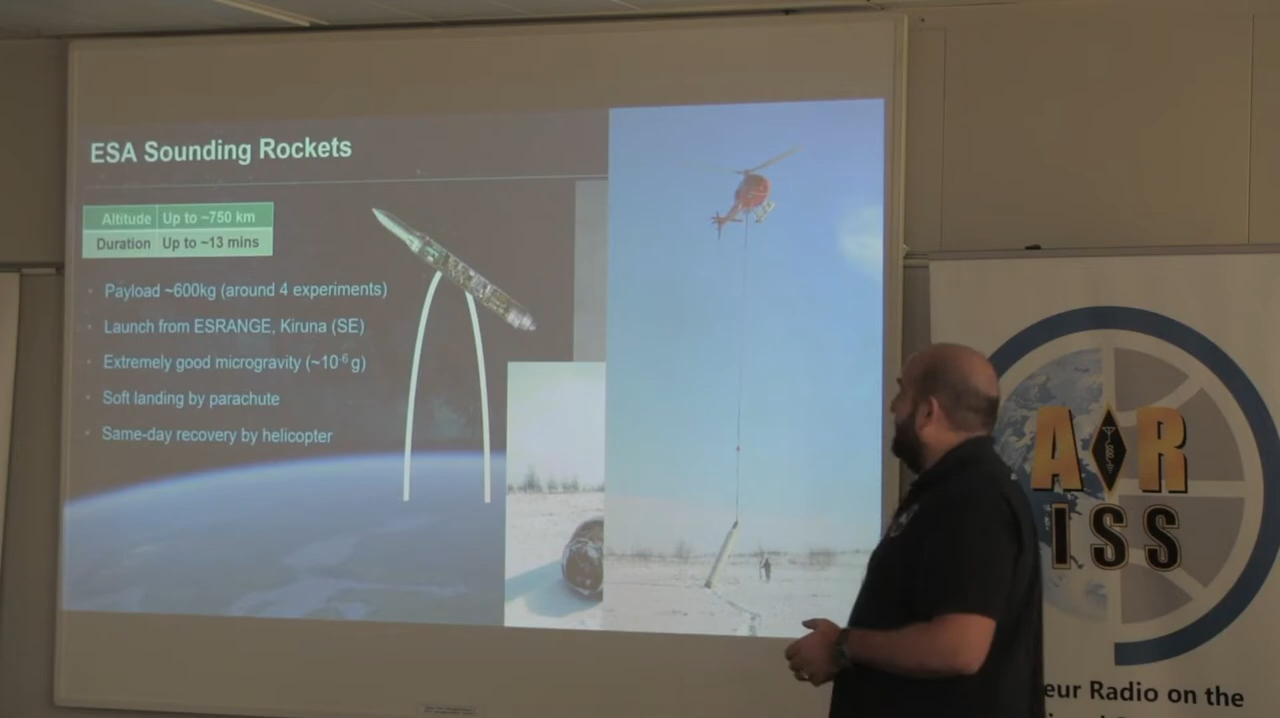 ESA Sounding Rockets
Altitude Up to ~750 km
Duration Up to ~13 mins
Payload ~600kg (around 4 experiments)
Launch from ESRANGE, Kiruna (SE)
Extremely good microgravity (~10⁻⁶ g)
Soft landing by parachute
Same-day recovery by helicopter
A R
ISS
eur Radio on the